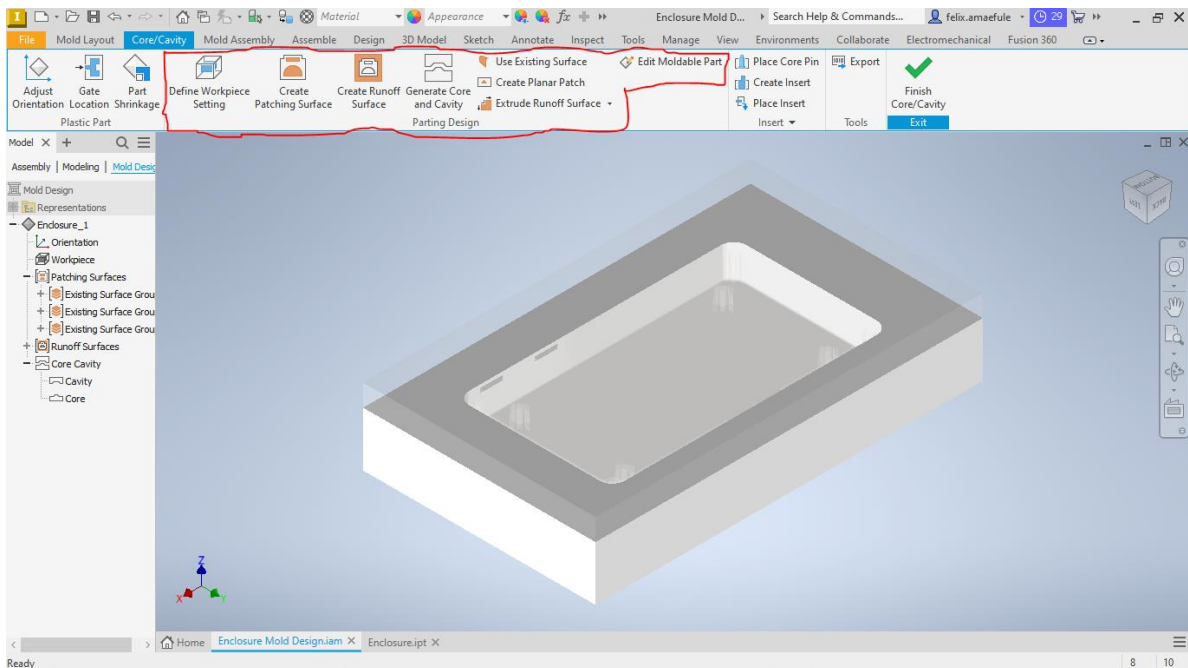 Material Appearance fx Enclosure Mold D... Search Help & Commands... felix.amaefule 29
File Mold Layout Core/Cavity Mold Assembly Assemble Design 3D Model Sketch Annotate Inspect Tools Manage View Environments Collaborate Electromechanical Fusion 360
Adjust Orientation
Gate Location
Part Shrinkage
Define Workpiece Setting
Create Patching Surface
Create Runoff Surface
Generate Core and Cavity
Use Existing Surface
Create Planar Patch
Extrude Runoff Surface
Edit Moldable Part
Place Core Pin
Create Insert
Place Insert
Export
Finish Core/Cavity
Plastic Part
Parting Design
Insert
Tools
Exit
Model
Assembly | Modeling | Mold Desig
Mold Design
Representations
Enclosure_1
Orientation
Workpiece
Patching Surfaces
Existing Surface Grou
Existing Surface Grou
Existing Surface Grou
Runoff Surfaces
Core Cavity
Cavity
Core
Z
X
Home Enclosure Mold Design.iam Enclosure.ipt
Ready
8 10